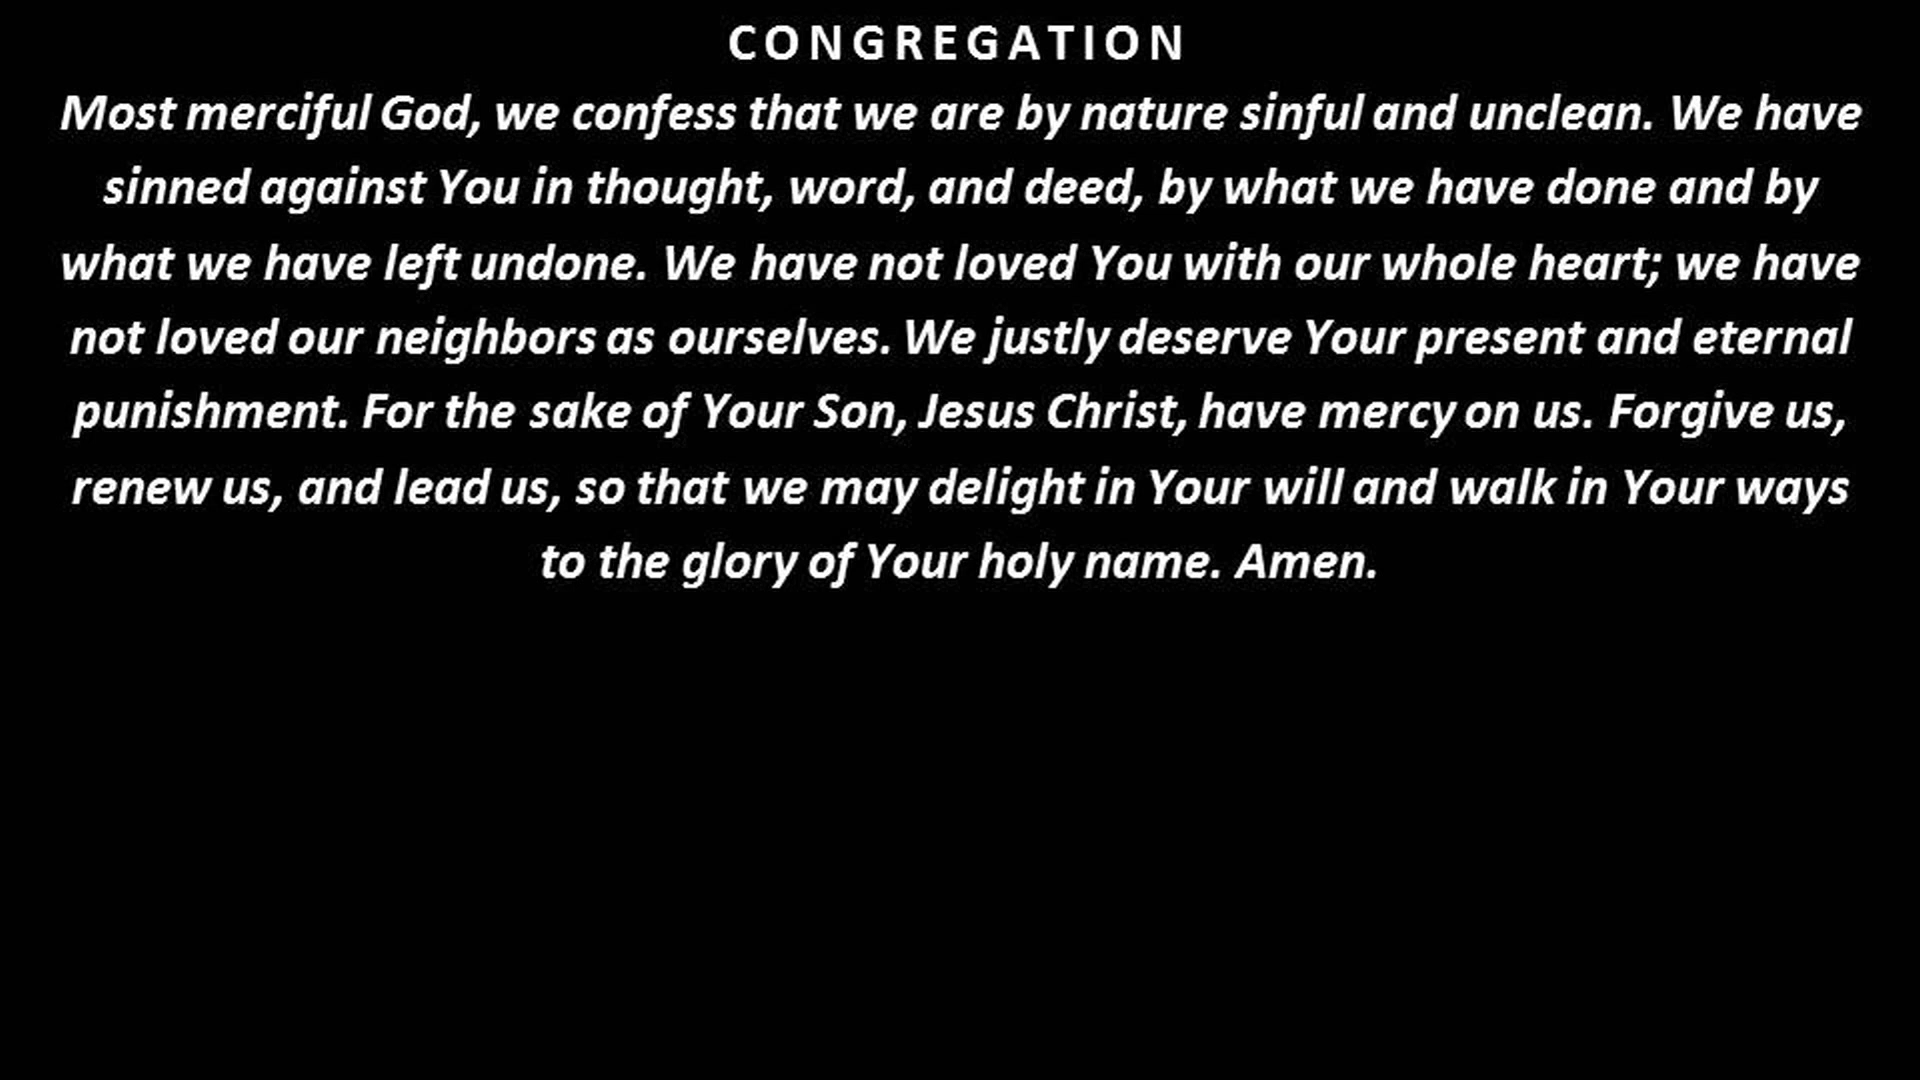 CONGREGATION
Most merciful God, we confess that we are by nature sinful and unclean. We have
sinned against You in thought, word, and deed, by what we have done and by
what we have left undone. We have not loved You with our whole heart; we have
not loved our neighbors as ourselves. We justly deserve Your present and eternal
punishment. For the sake of Your Son, Jesus Christ, have mercy on us. Forgive us,
renew us, and lead us, so that we may delight in Your will and walk in Your ways
to the glory of Your holy name. Amen.